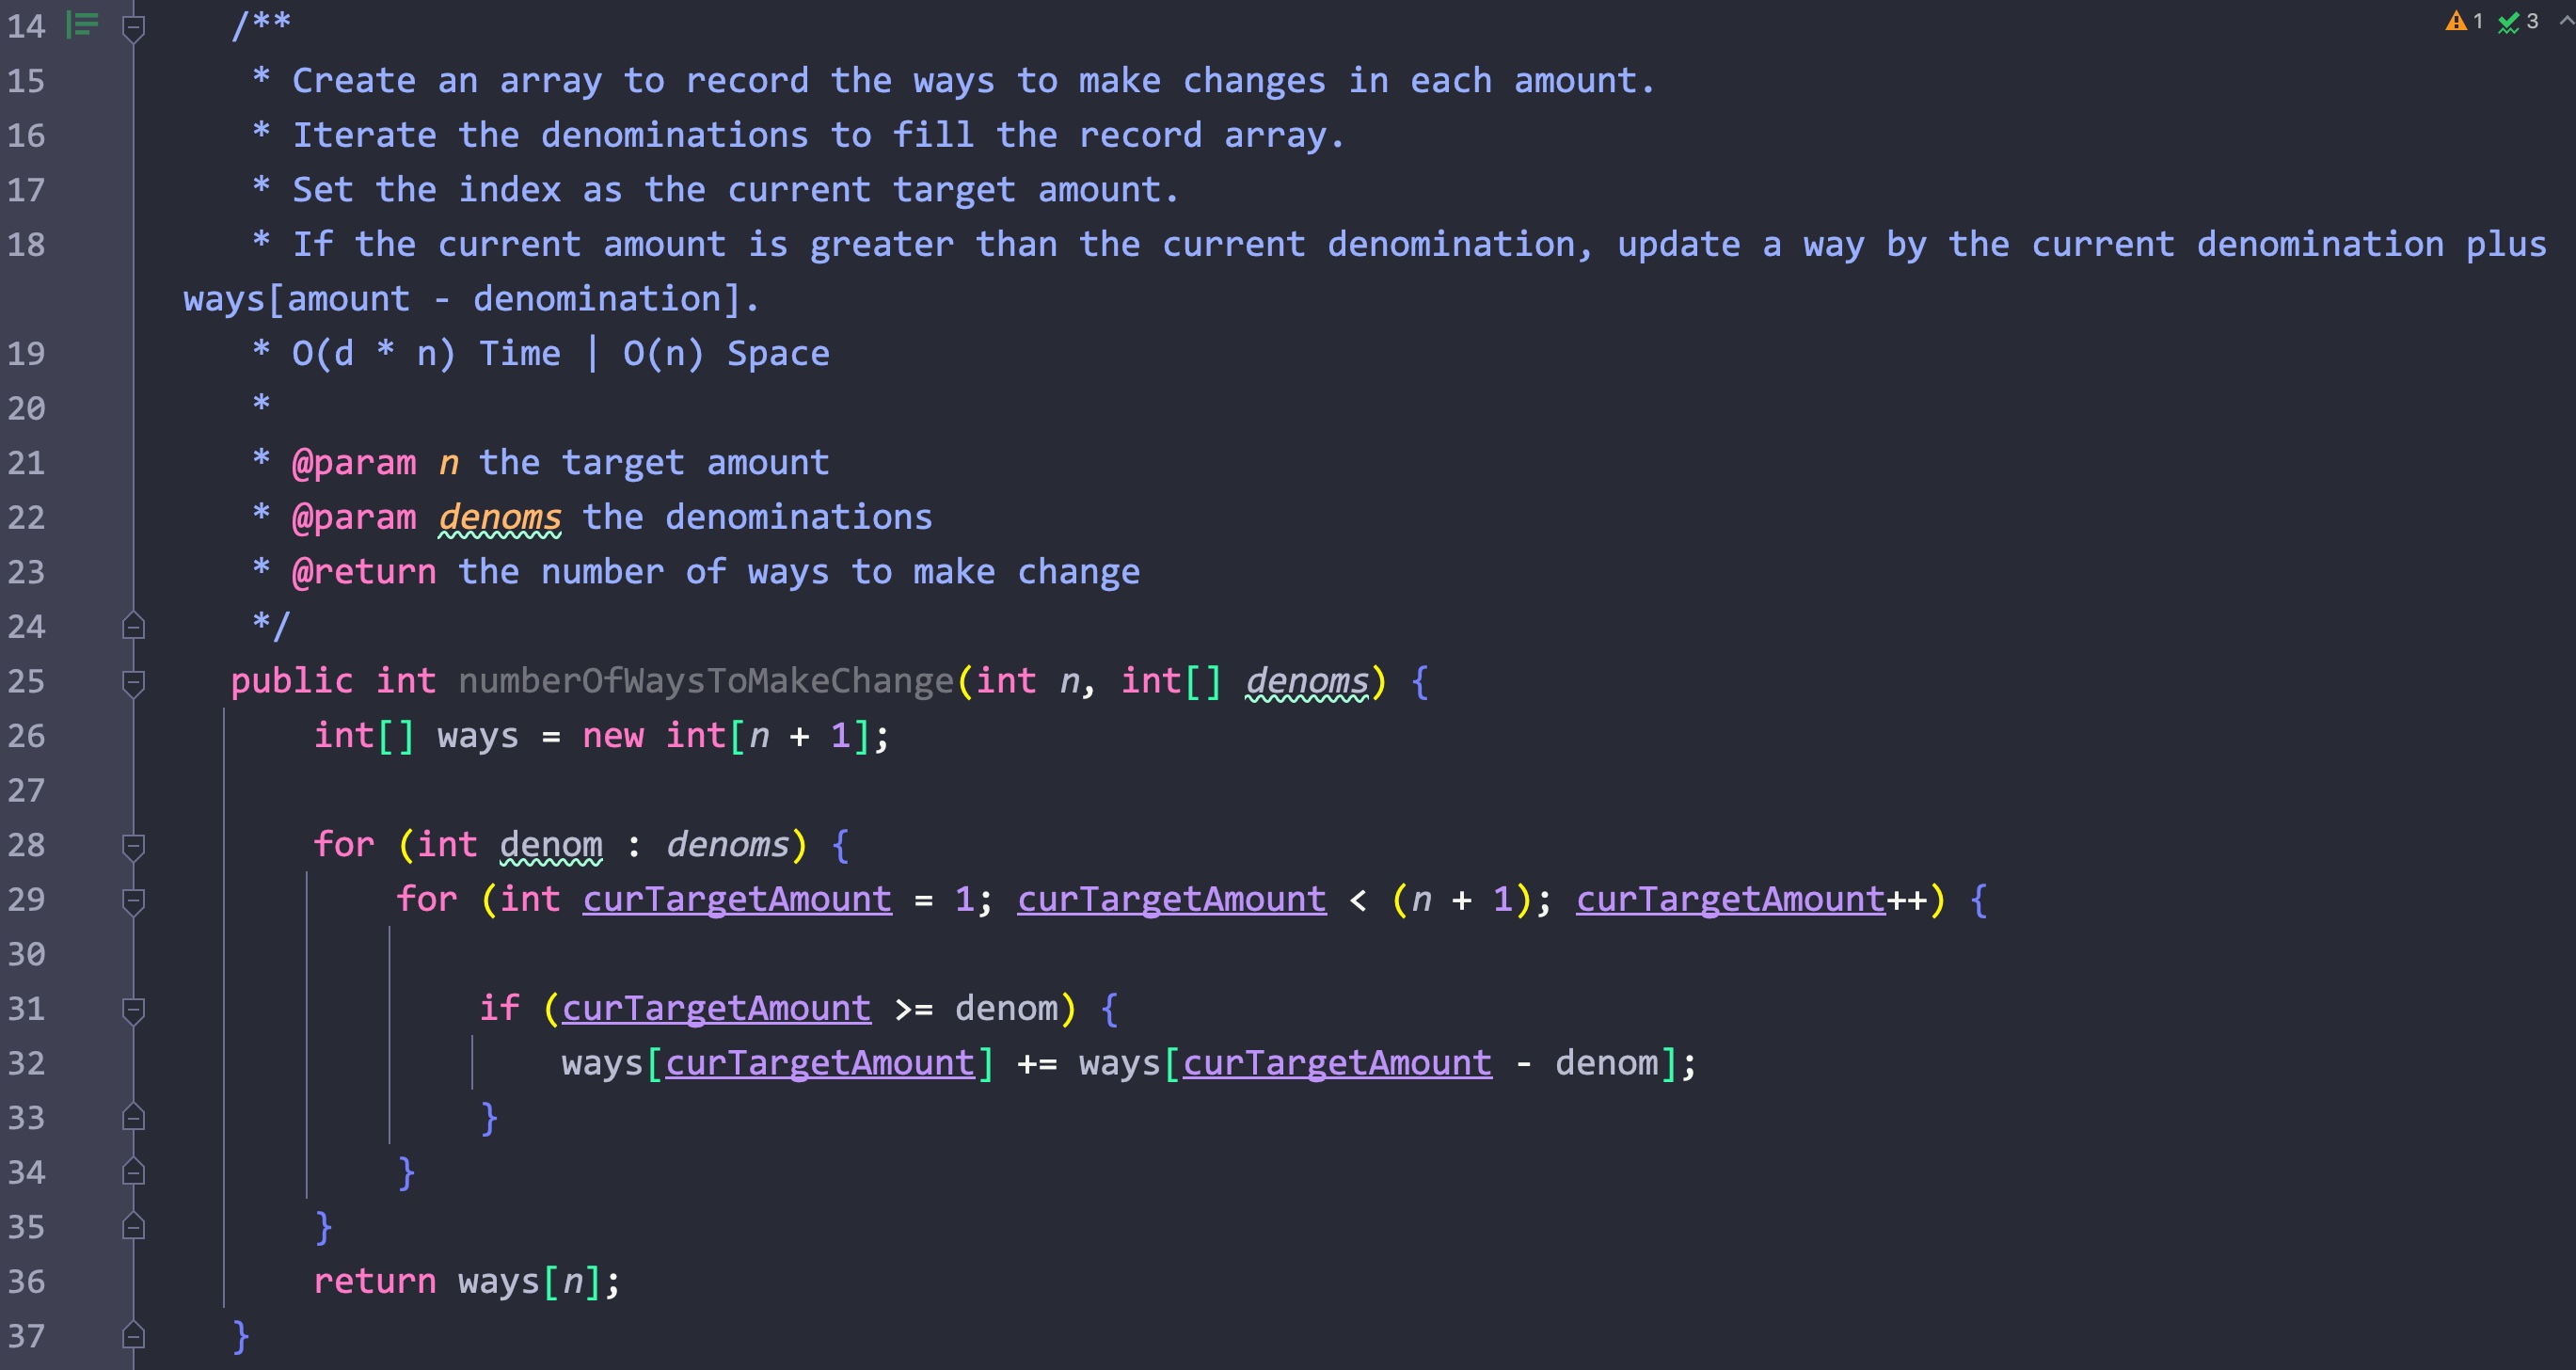 14 /**
15 * Create an array to record the ways to make changes in each amount.
16 * Iterate the denominations to fill the record array.
17 * Set the index as the current target amount.
18 * If the current amount is greater than the current denomination, update a way by the current denomination plus
ways[amount - denomination].
19 * O(d * n) Time | O(n) Space
20 *
21 * @param n the target amount
22 * @param denoms the denominations
23 * @return the number of ways to make change
24 */
25 public int numberOfWaysToMakeChange(int n, int[] denoms) {
26 int[] ways = new int[n + 1];
27
28 for (int denom : denoms) {
29 for (int curTargetAmount = 1; curTargetAmount < (n + 1); curTargetAmount++) {
30
31 if (curTargetAmount >= denom) {
32 ways[curTargetAmount] += ways[curTargetAmount - denom];
33 }
34 }
35 }
36 return ways[n];
37 }
1 3